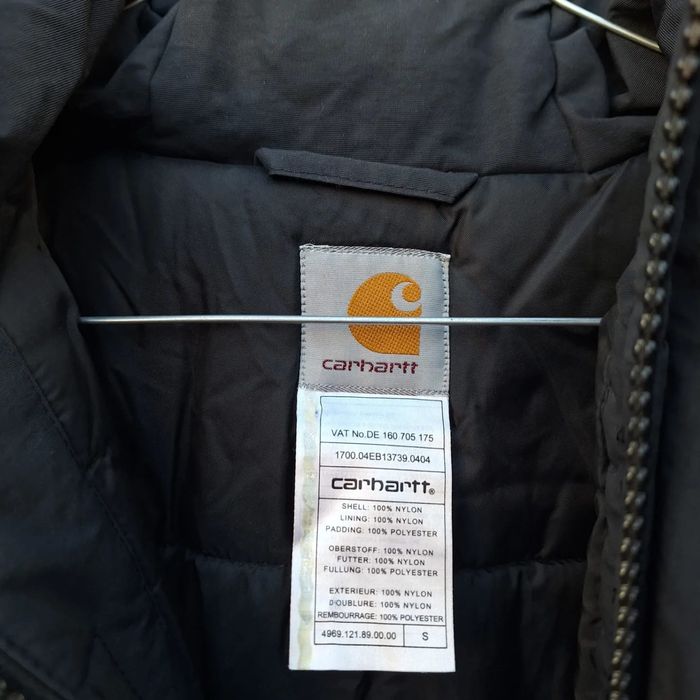 carhartt
VAT No.DE 160 705 175
1700.04EB13739.0404
carhartt®
SHELL: 100% NYLON
LINING: 100% NYLON
PADDING: 100% POLYESTER
OBERSTOFF: 100% NYLON
FUTTER: 100% NYLON
FULLUNG: 100% POLYESTER
EXTERIEUR: 100% NYLON
DOUBLURE: 100% NYLON
REMBOURRAGE: 100% POLYESTER
4969.121.89.00.00 S